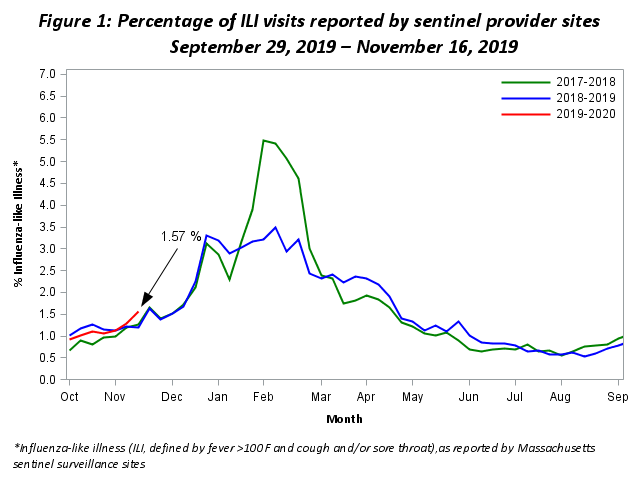 Figure 1: Percentage of ILI visits reported by sentinel provider sites
September 29, 2019 – November 16, 2019
7.0
6.5
6.0
5.5
5.0
4.5
4.0
3.5
3.0
2.5
2.0
1.5
1.0
0.5
0.0
% Influenza-like Illness*
2017-2018
2018-2019
2019-2020
1.57 %
Oct Nov Dec Jan Feb Mar Apr May Jun Jul Aug Sep
Month
*Influenza-like illness (ILI, defined by fever >100F and cough and/or sore throat),as reported by Massachusetts
sentinel surveillance sites